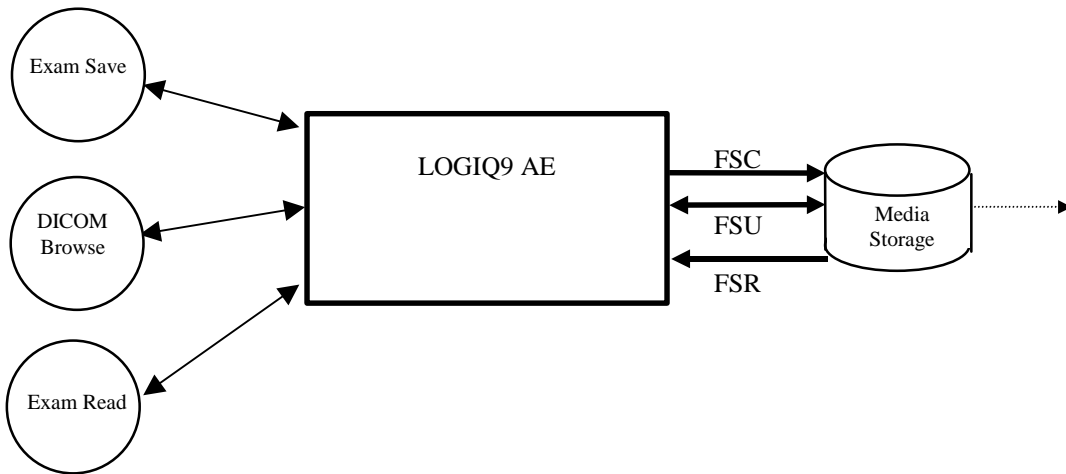 Exam Save
DICOM
Browse
Exam Read
LOGIQ9 AE
FSC
FSU
FSR
Media
Storage